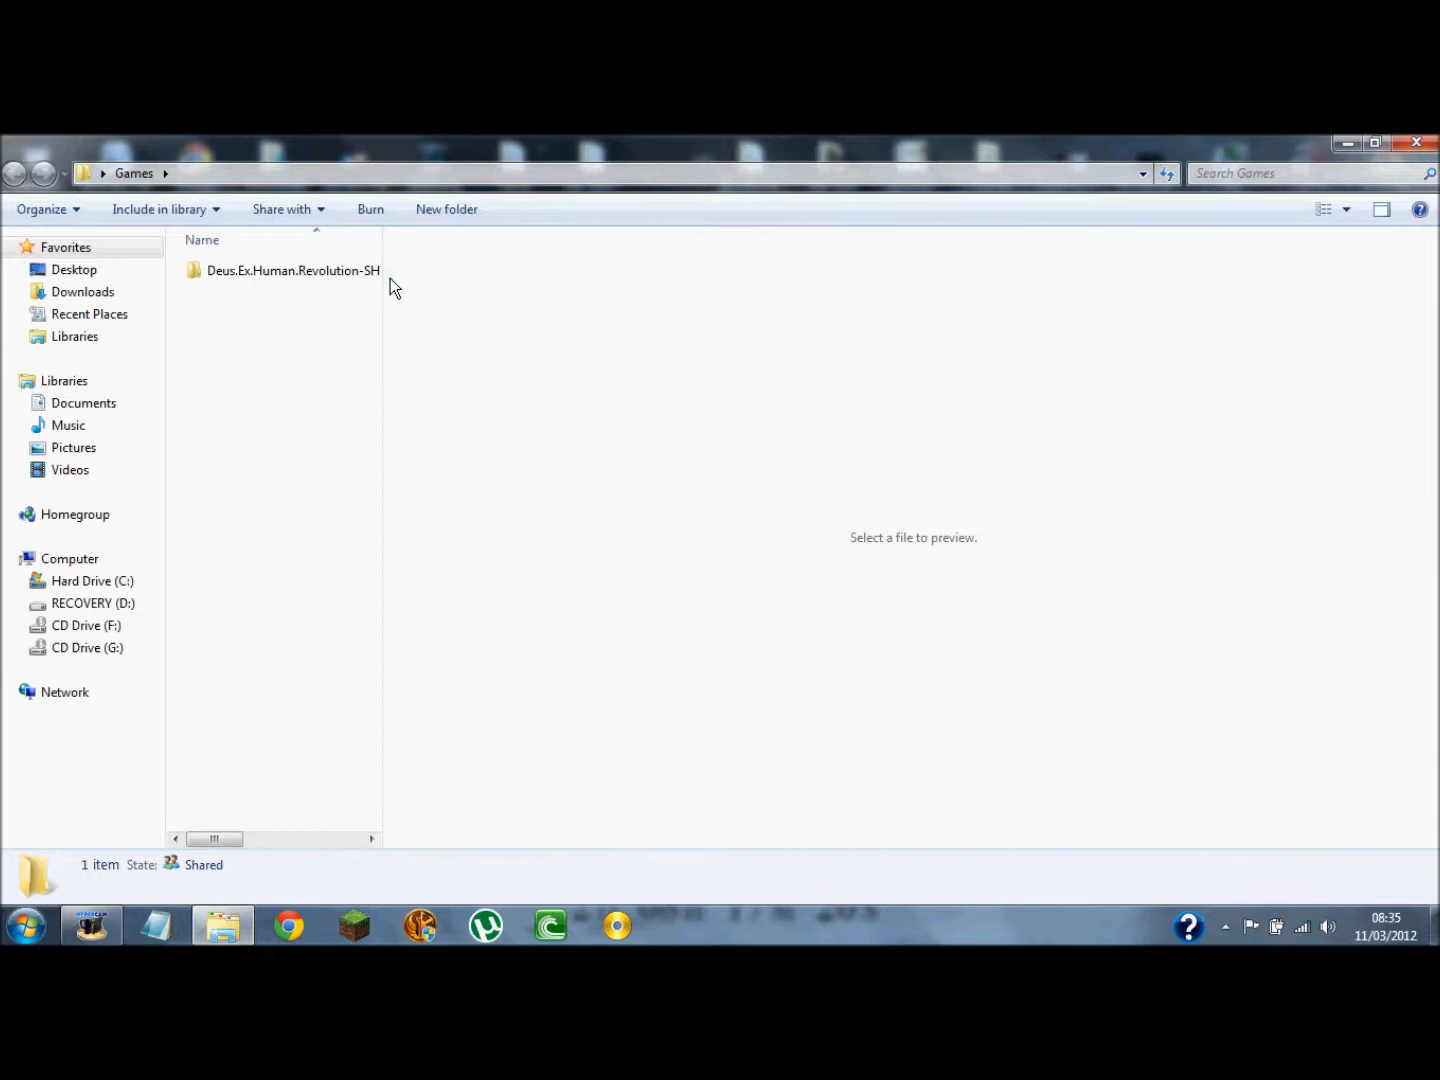 Games
Search Games
Organize Include in library Share with Burn New folder
Favorites
Desktop
Downloads
Recent Places
Libraries
Libraries
Documents
Music
Pictures
Videos
Homegroup
Computer
Hard Drive (C:)
RECOVERY (D:)
CD Drive (F:)
CD Drive (G:)
Network
Name
Deus.Ex.Human.Revolution-SH
Select a file to preview.
1 item State: Shared
HYPERCAM
08:35
11/03/2012